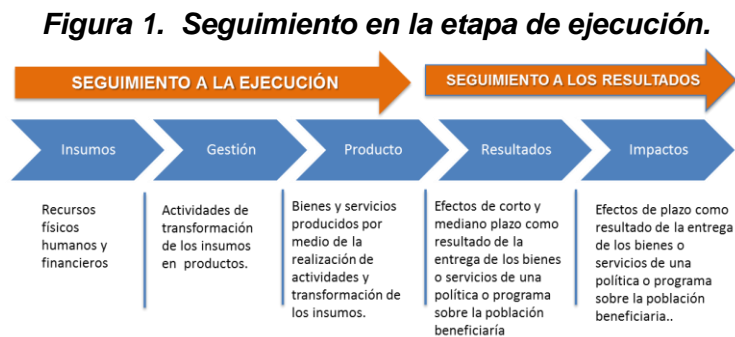 Figura 1. Seguimiento en la etapa de ejecución.
SEGUIMIENTO A LA EJECUCIÓN
SEGUIMIENTO A LOS RESULTADOS
Insumos
Gestión
Producto
Resultados
Impactos
Recursos
físicos
humanos y
financieros
Actividades de
transformación
de los insumos
en productos.
Bienes y servicios
producidos por
medio de la
realización de
actividades y
transformación de
los insumos.
Efectos de corto y
mediano plazo como
resultado de la
entrega de los bienes
o servicios de una
política o programa
sobre la población
beneficiaría
Efectos de plazo como
resultado de la entrega
de los bienes o
servicios de una
política o programa
sobre la población
beneficiaria..